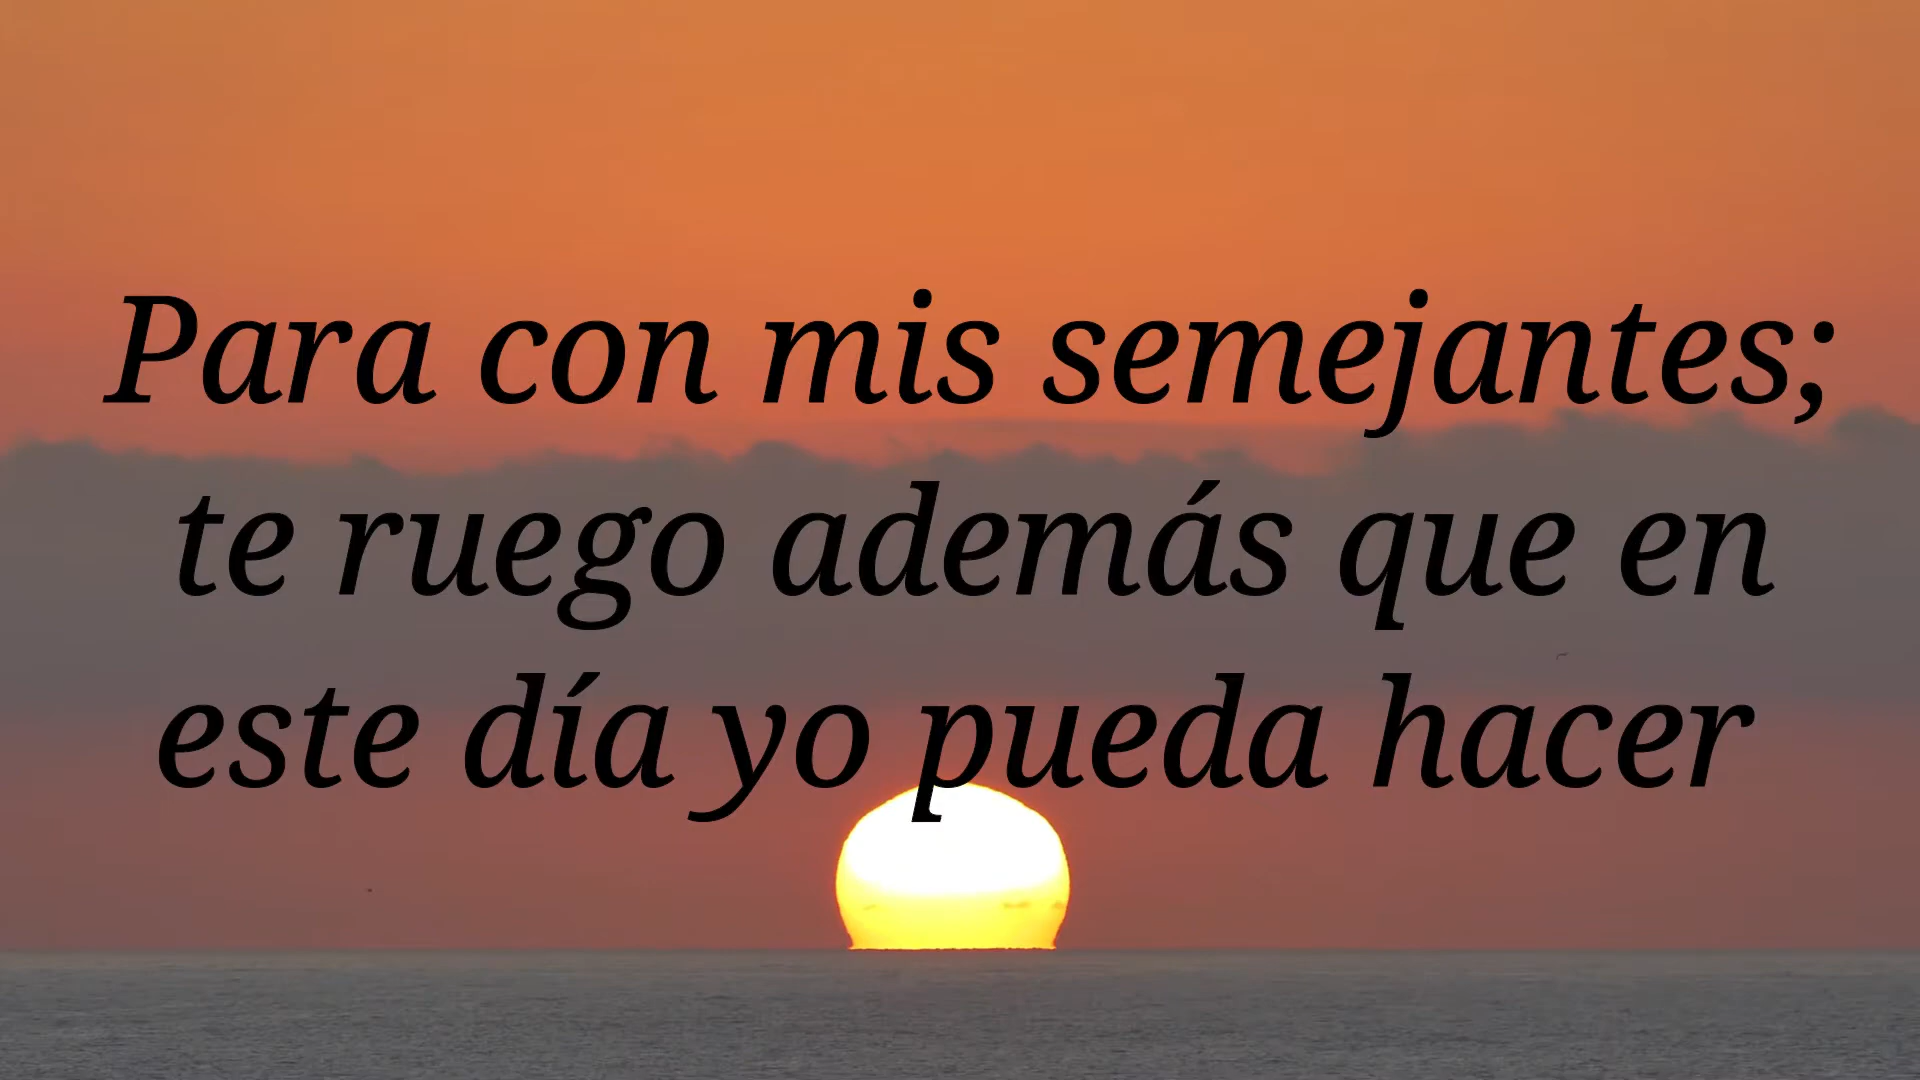 Para con mis semejantes;
te ruego además que en
este día yo pueda hacer